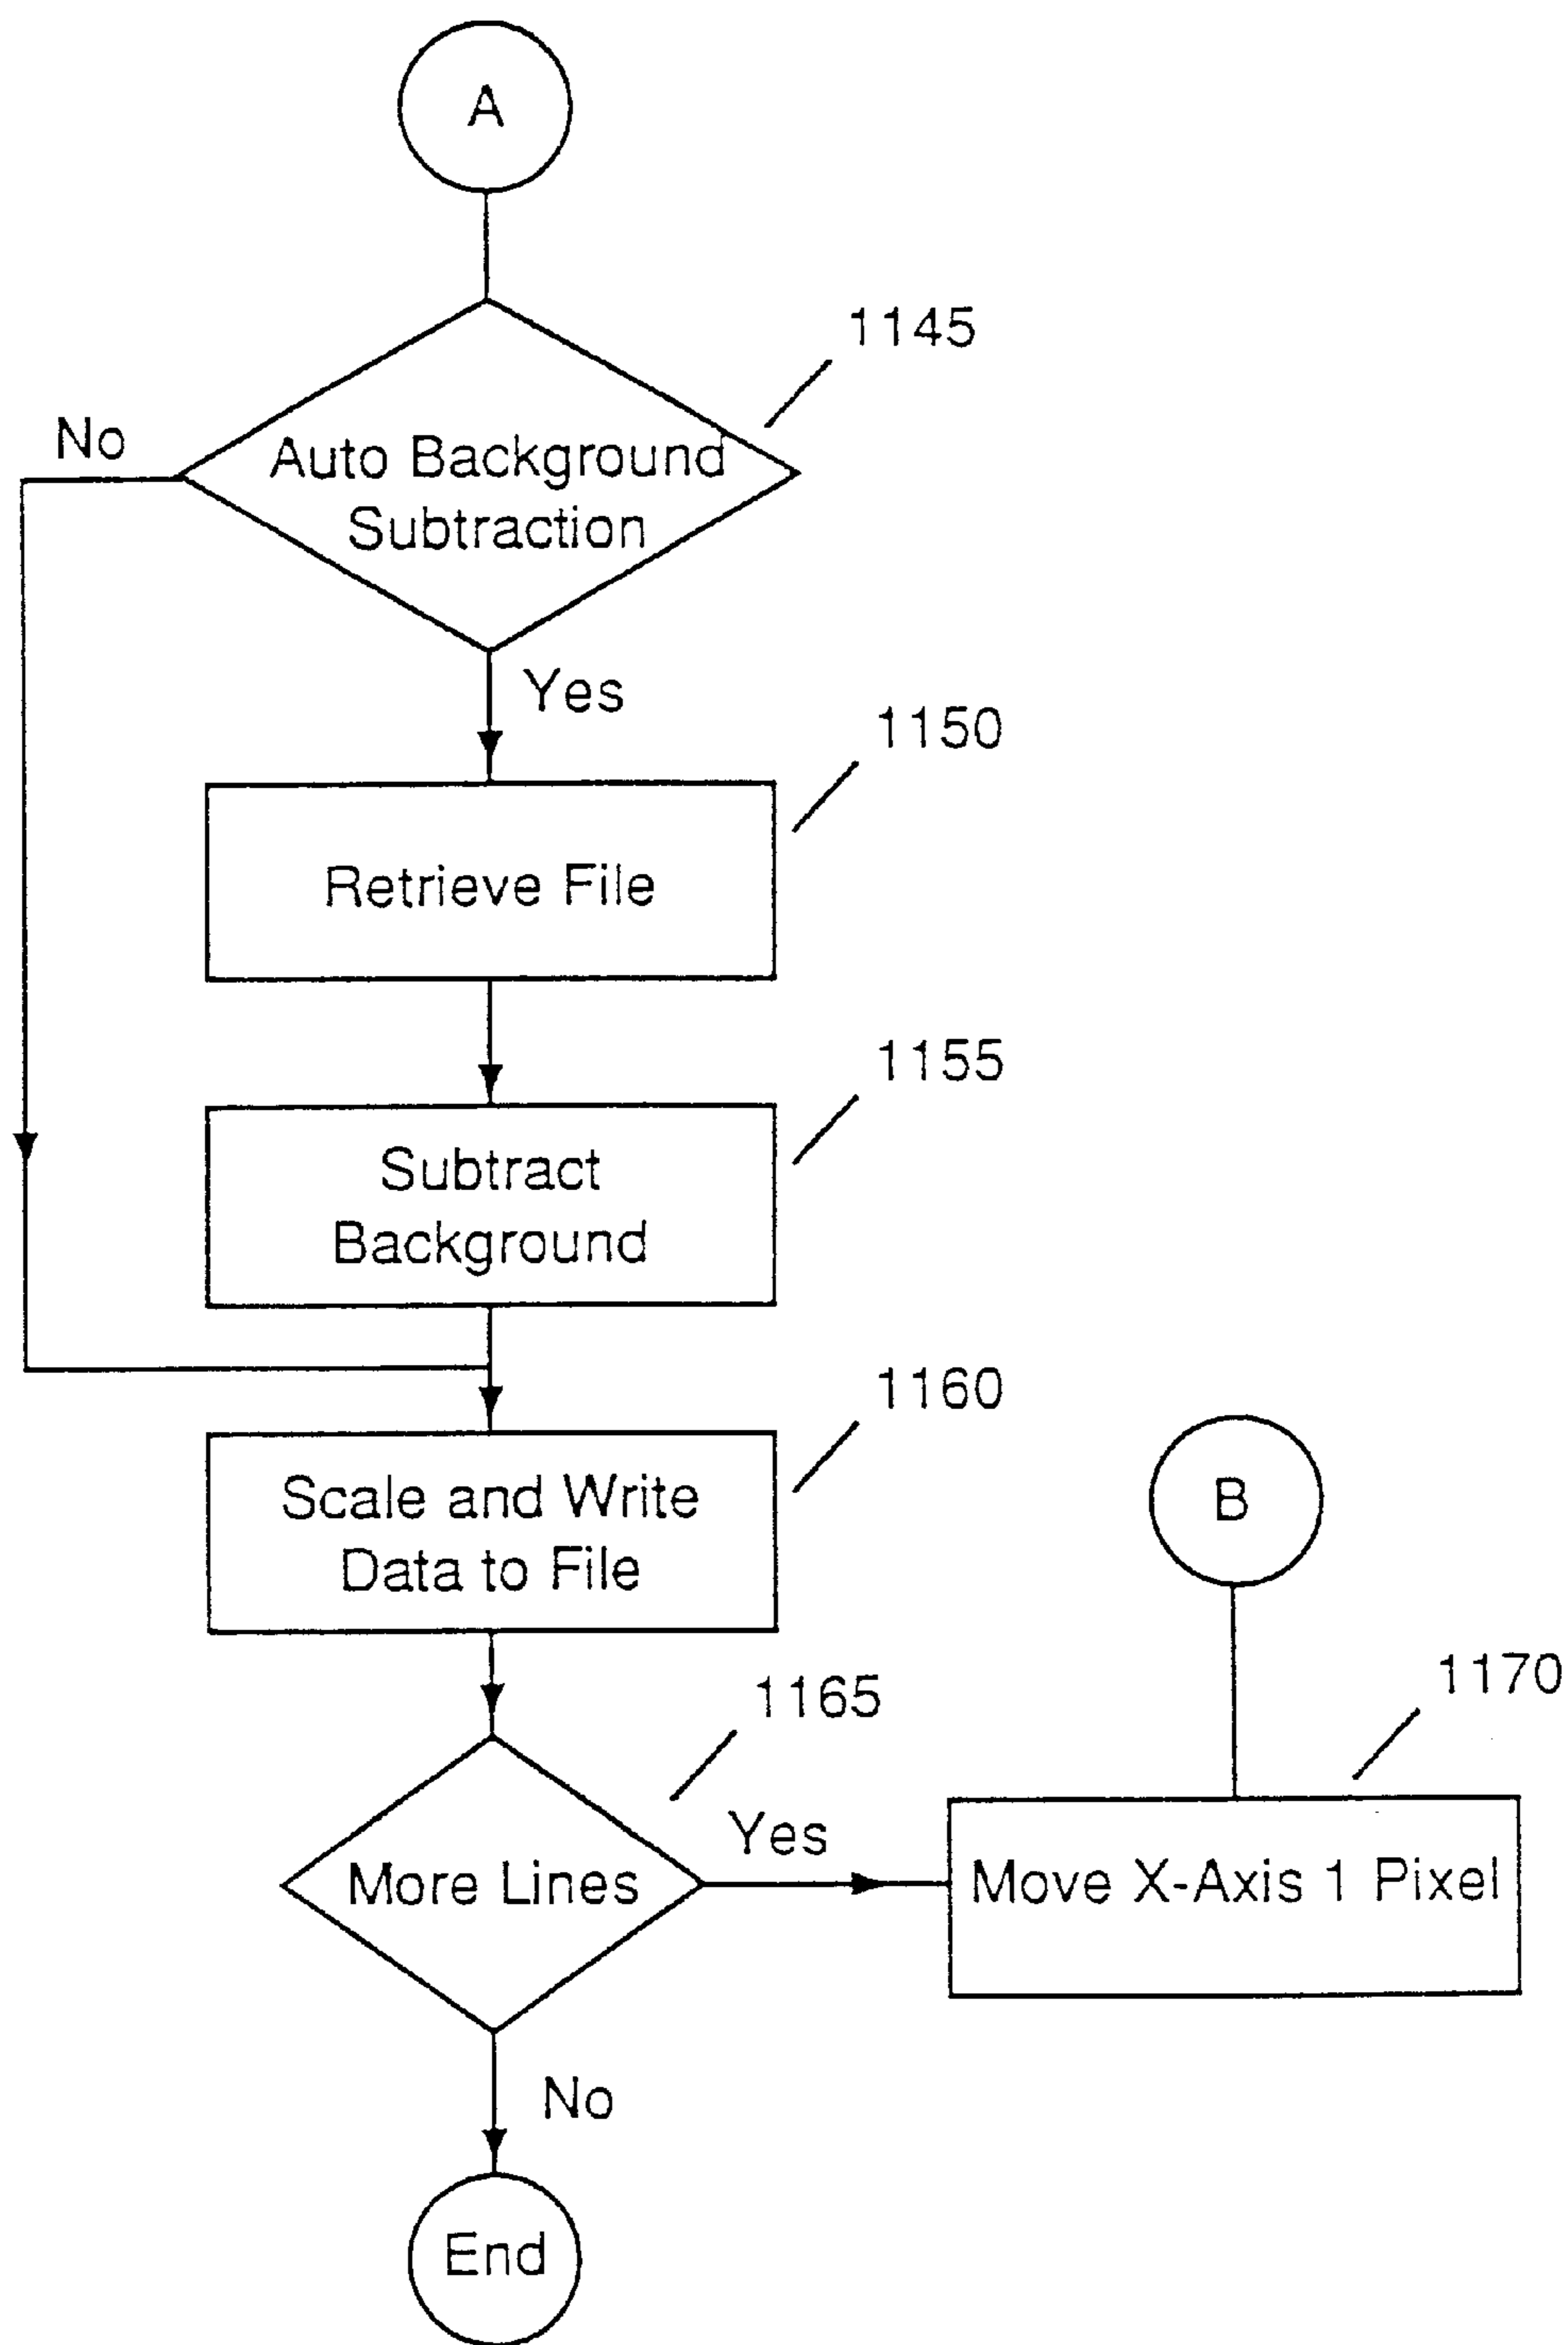 A
1145
No
Auto Background
Subtraction
Yes
1150
Retrieve File
1155
Subtract
Background
1160
Scale and Write
Data to File
B
1165
1170
Yes
More Lines
Move X-Axis 1 Pixel
No
End